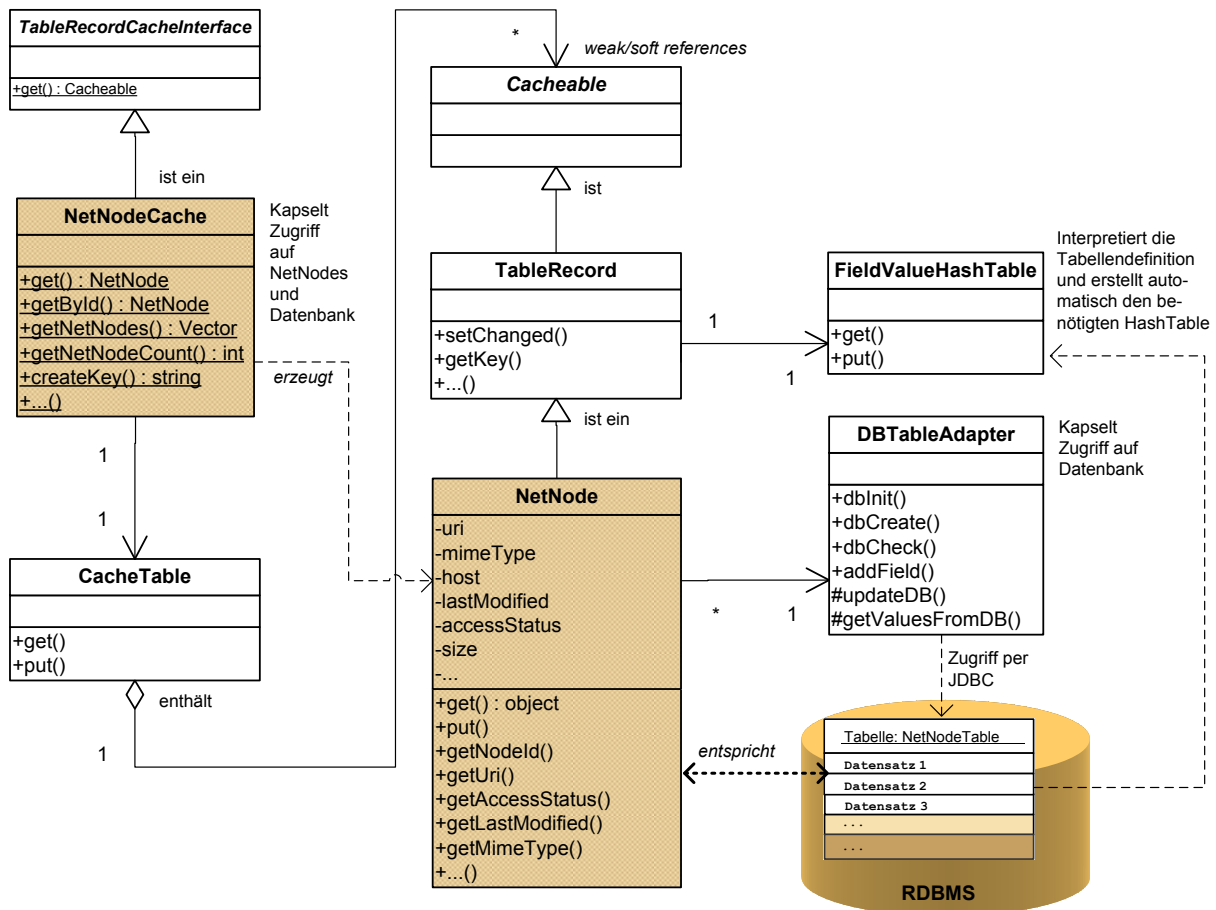 TableRecordCacheInterface
+get() : Cacheable
ist ein
NetNodeCache
+get() : NetNode
+getById() : NetNode
+getNetNodes() : Vector
+getNetNodeCount() : int
+createKey() : string
+...()
Kapselt
Zugriff
auf
NetNodes
und
Datenbank
erzeugt
1
1
CacheTable
+get()
+put()
enthält
1
*
weak/soft references
Cacheable
ist
TableRecord
+setChanged()
+getKey()
+...()
ist ein
1
1
FieldValueHashTable
+get()
+put()
Interpretiert die
Tabellendefinition
und erstellt auto-
matisch den be-
nötigten HashTable
NetNode
-uri
-mimeType
-host
-lastModified
-accessStatus
-size
-...
+get() : object
+put()
+getNodeId()
+getUri()
+getAccessStatus()
+getLastModified()
+getMimeType()
+...()
*
1
DBTableAdapter
+dbInit()
+dbCreate()
+dbCheck()
+addField()
#updateDB()
#getValuesFromDB()
Kapselt
Zugriff auf
Datenbank
Zugriff per
JDBC
entspricht
Tabelle: NetNodeTable
Datensatz 1
Datensatz 2
Datensatz 3
...
...
RDBMS